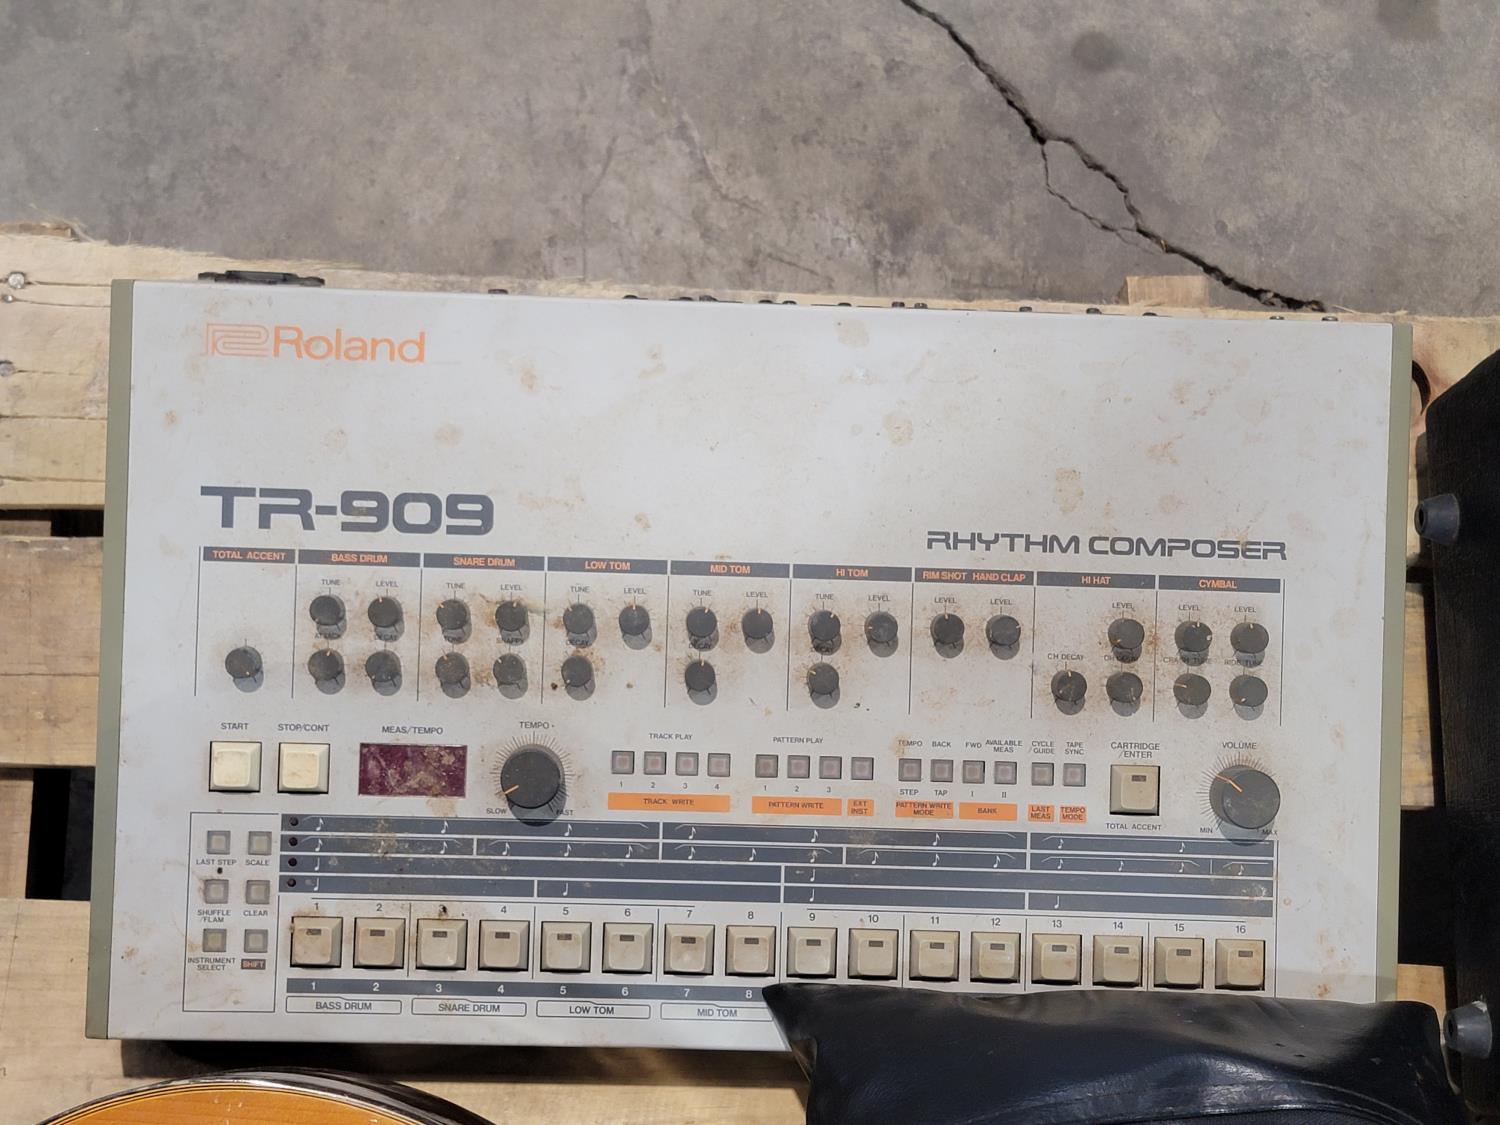 Roland
TR-909
RHYTHM COMPOSER
TOTAL ACCENT BASS DRUM SNARE DRUM LOW TOM MID TOM HI TOM RIM SHOT HAND CLAP HI HAT CYMBAL
TUNE LEVEL TUNE LEVEL TUNE LEVEL TUNE LEVEL TUNE LEVEL LEVEL LEVEL LEVEL LEVEL LEVEL
ATTACK DECAY TONE SNAPPY DECAY DECAY DECAY CH DECAY OH DECAY CRASH TUNE RIDE TUNE
START STOP/CONT MEAS/TEMPO TEMPO TRACK PLAY PATTERN PLAY TEMPO BACK FWD AVAILABLE MEAS CYCLE /GUIDE TAPE SYNC CARTRIDGE /ENTER VOLUME
1 2 3 4 1 2 3 STEP TAP I II
SLOW FAST TRACK WRITE PATTERN WRITE EXT INST PATTERN WRITE MODE BANK LAST MEAS TEMPO MODE TOTAL ACCENT MIN MAX
LAST STEP SCALE
SHUFFLE /FLAM CLEAR
INSTRUMENT SELECT SHIFT
1 2 3 4 5 6 7 8 9 10 11 12 13 14 15 16
1 2 3 4 5 6 7 8
BASS DRUM SNARE DRUM LOW TOM MID TOM